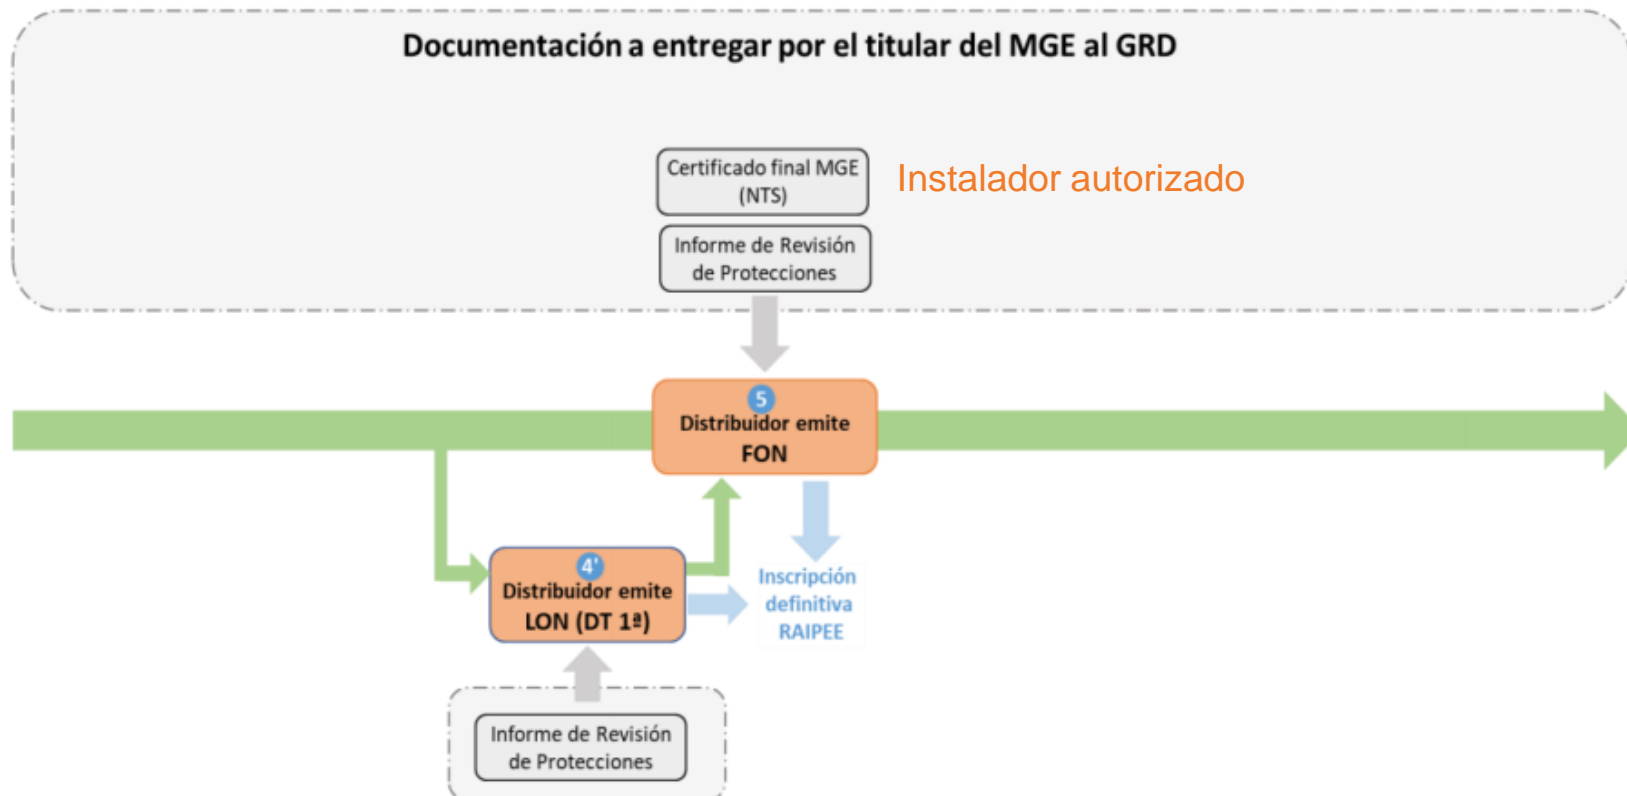 Documentación a entregar por el titular del MGE al GRD
Certificado final MGE
(NTS)
Instalador autorizado
Informe de Revisión
de Protecciones
5
Distribuidor emite
FON
4'
Distribuidor emite
LON (DT 1ª)
Inscripción
definitiva
RAIPEE
Informe de Revisión
de Protecciones